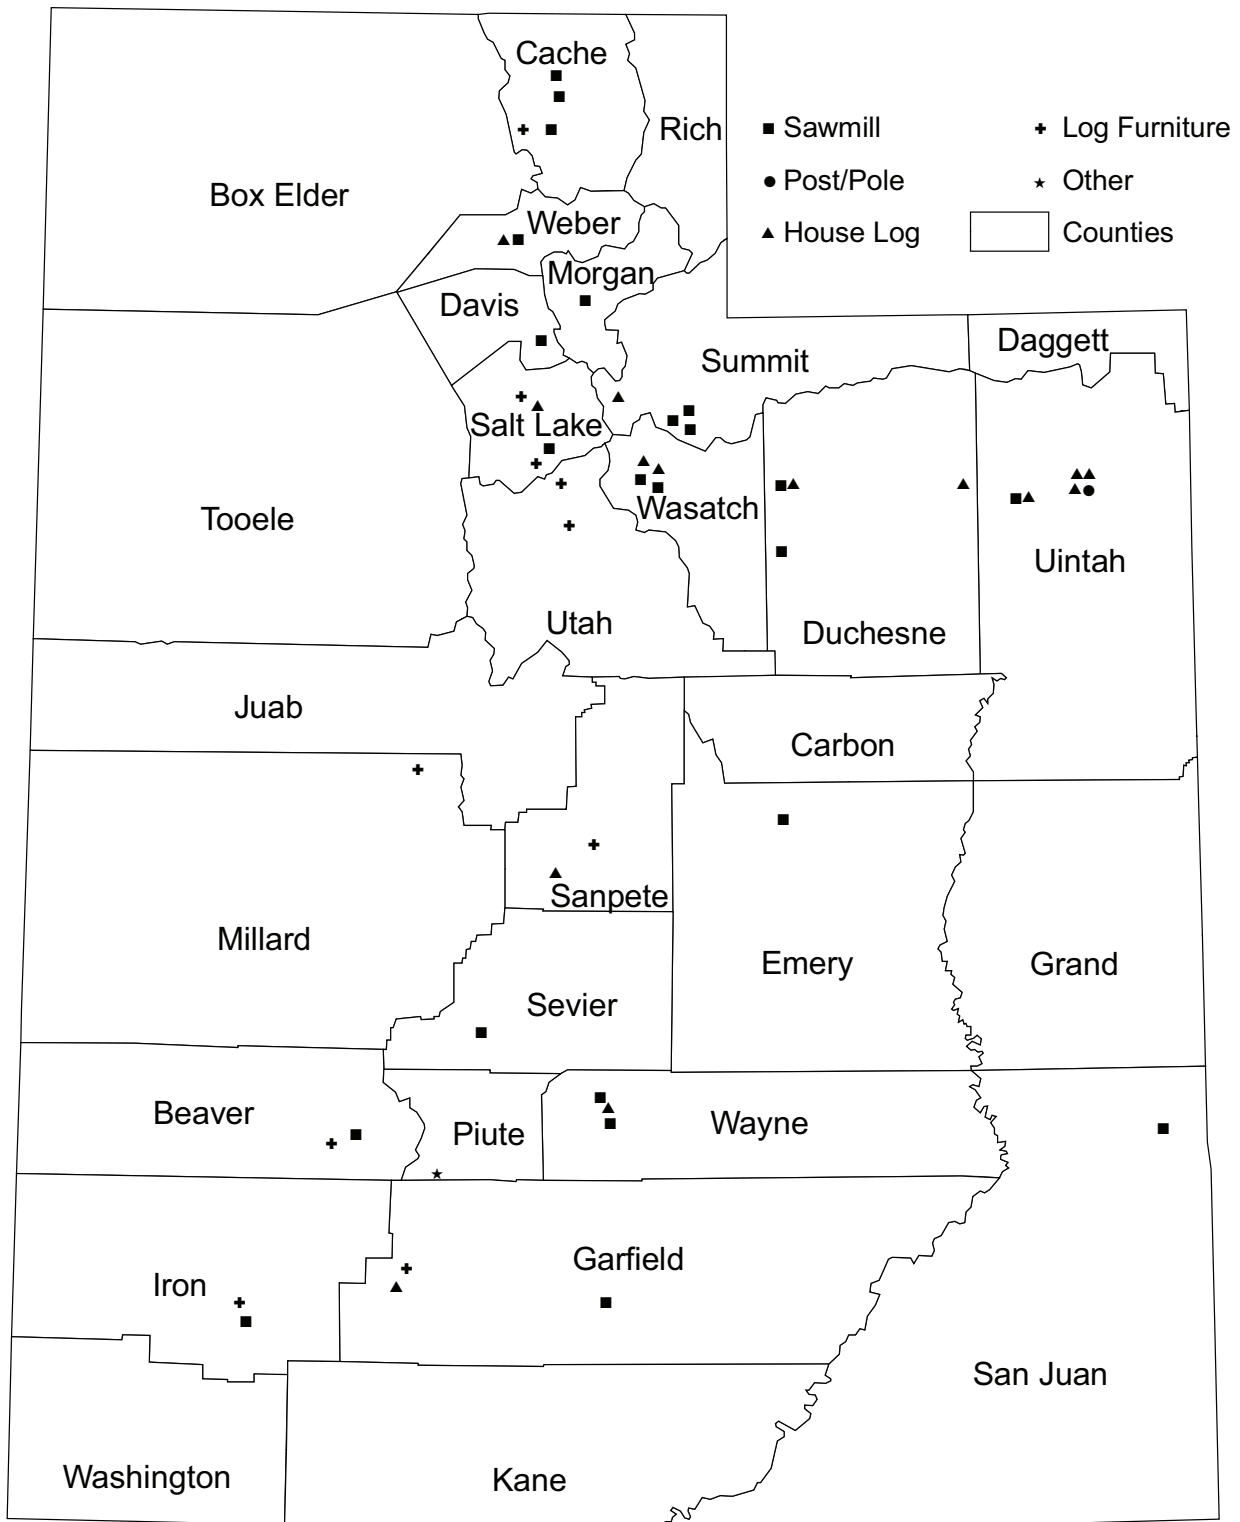 Cache
Rich
Sawmill
Log Furniture
Post/Pole
Other
House Log
Counties
Box Elder
Weber
Morgan
Davis
Summit
Daggett
Salt Lake
Wasatch
Tooele
Uintah
Utah
Duchesne
Juab
Carbon
Sanpete
Millard
Emery
Grand
Sevier
Beaver
Piute
Wayne
Garfield
Iron
San Juan
Washington
Kane